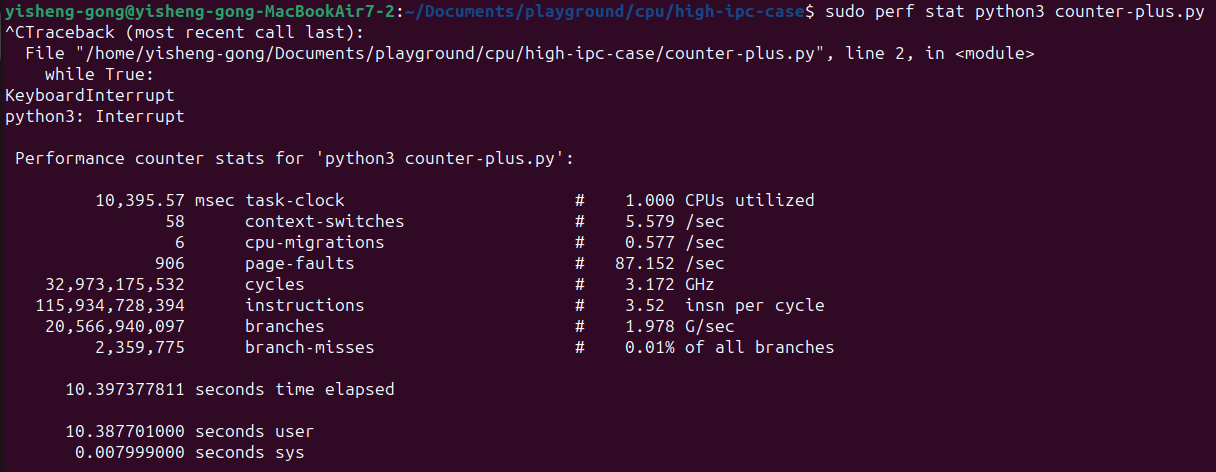 yisheng-gong@yisheng-gong-MacBookAir7-2:~/Documents/playground/cpu/high-ipc-case$ sudo perf stat python3 counter-plus.py
^CTraceback (most recent call last):
  File "/home/yisheng-gong/Documents/playground/cpu/high-ipc-case/counter-plus.py", line 2, in <module>
    while True:
KeyboardInterrupt
python3: Interrupt

 Performance counter stats for 'python3 counter-plus.py':

         10,395.57 msec task-clock                       #    1.000 CPUs utilized
                58      context-switches                 #    5.579 /sec
                 6      cpu-migrations                   #    0.577 /sec
               906      page-faults                      #   87.152 /sec
    32,973,175,532      cycles                           #    3.172 GHz
   115,934,728,394      instructions                     #    3.52  insn per cycle
    20,566,940,097      branches                         #    1.978 G/sec
         2,359,775      branch-misses                    #    0.01% of all branches

      10.397377811 seconds time elapsed

      10.387701000 seconds user
       0.007999000 seconds sys